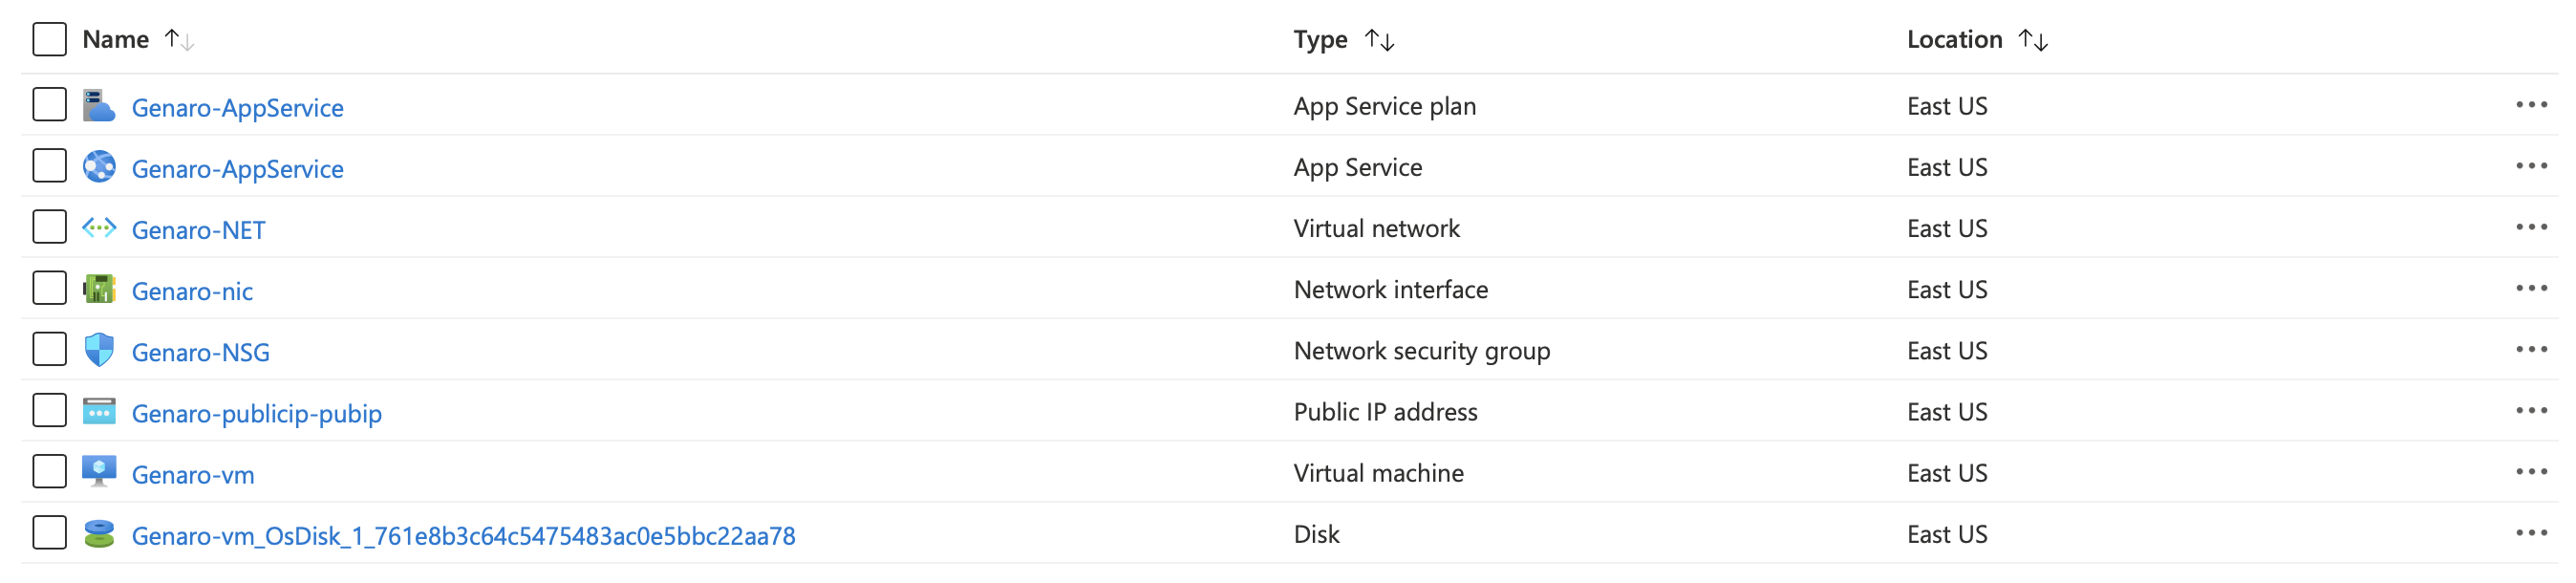 Name ↑↓ Type ↑↓ Location ↑↓
Genaro-AppService App Service plan East US ...
Genaro-AppService App Service East US ...
Genaro-NET Virtual network East US ...
Genaro-nic Network interface East US ...
Genaro-NSG Network security group East US ...
Genaro-publicip-pubip Public IP address East US ...
Genaro-vm Virtual machine East US ...
Genaro-vm_OsDisk_1_761e8b3c64c5475483ac0e5bbc22aa78 Disk East US ...